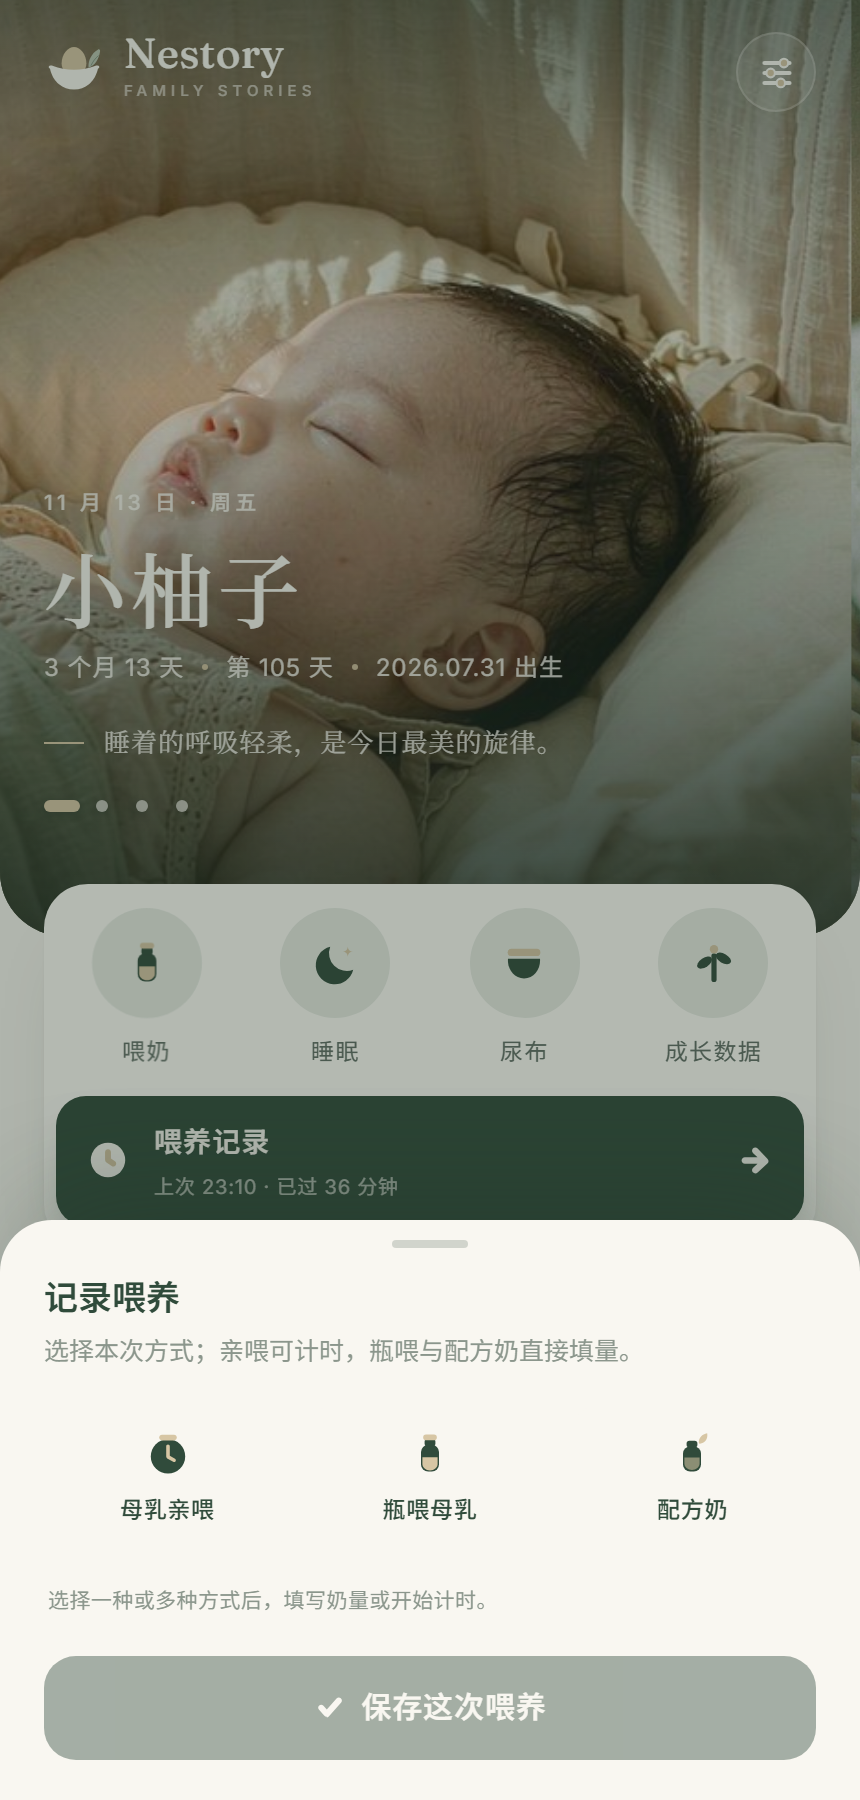 Nestory
FAMILY STORIES
11 月 13 日 · 周五
小柚子
3 个月 13 天 • 第 105 天 • 2026.07.31 出生
睡着的呼吸轻柔，是今日最美的旋律。
喂奶 睡眠 尿布 成长数据
喂养记录
上次 23:10 · 已过 36 分钟
记录喂养
选择本次方式；亲喂可计时，瓶喂与配方奶直接填量。
母乳亲喂 瓶喂母乳 配方奶
选择一种或多种方式后，填写奶量或开始计时。
保存这次喂养